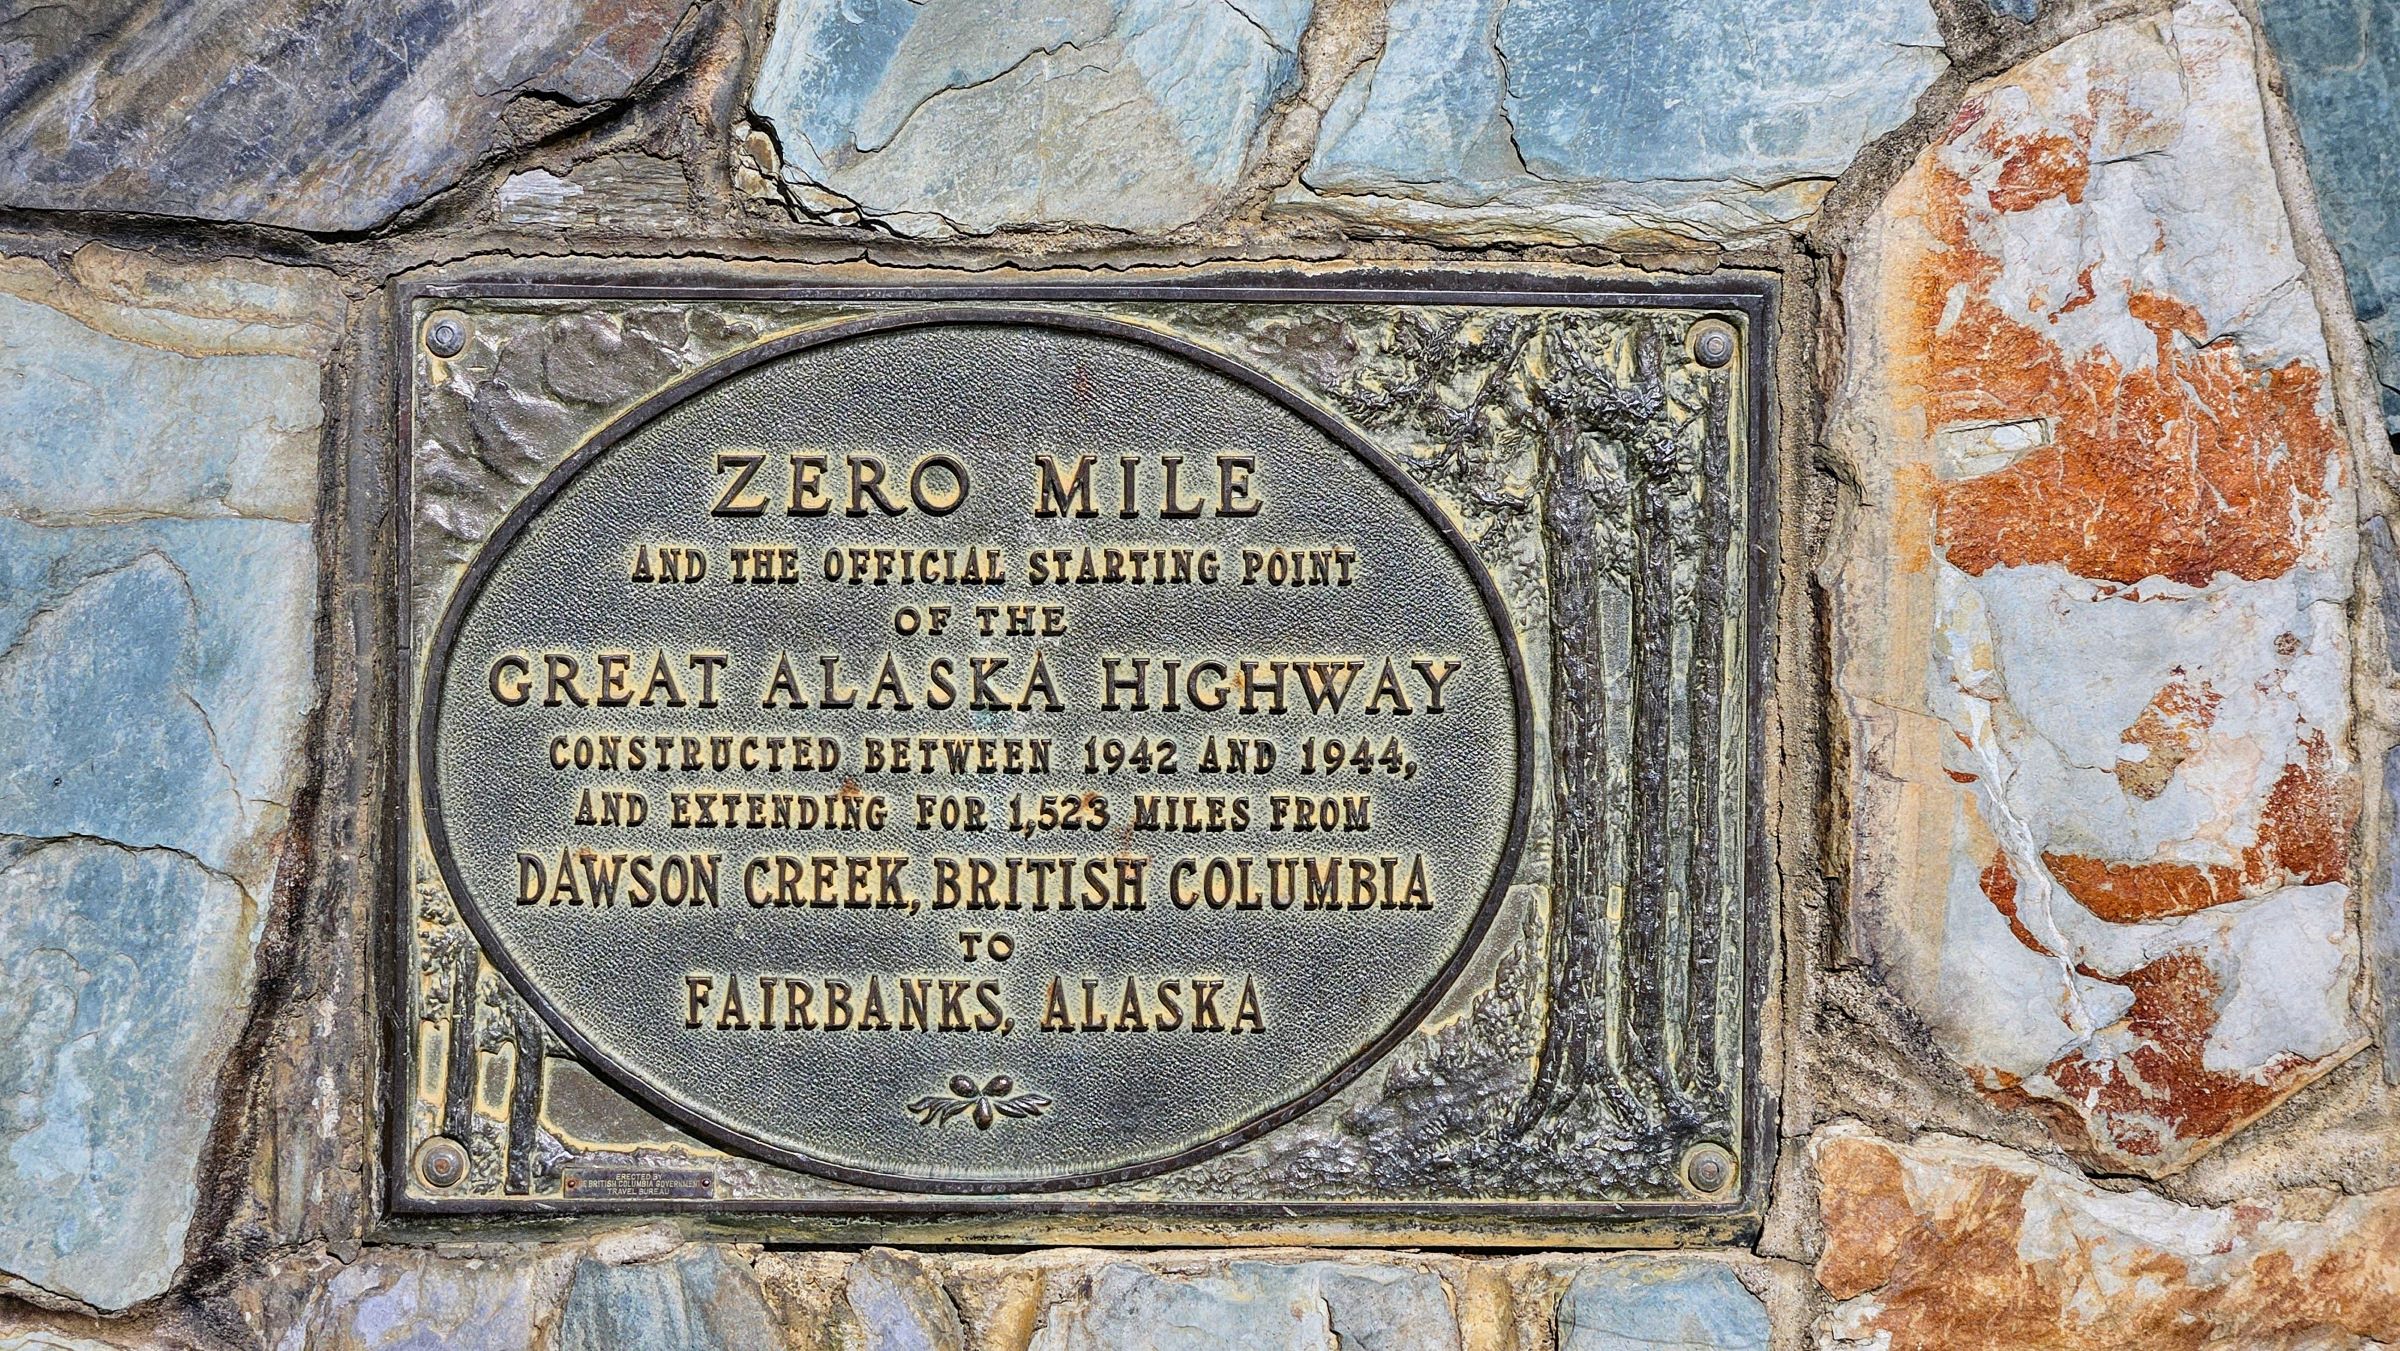 ZERO MILE
AND THE OFFICIAL STARTING POINT
OF THE
GREAT ALASKA HIGHWAY
CONSTRUCTED BETWEEN 1942 AND 1944,
AND EXTENDING FOR 1,523 MILES FROM
DAWSON CREEK, BRITISH COLUMBIA
TO
FAIRBANKS, ALASKA
ERECTED BY
THE BRITISH COLUMBIA GOVERNMENT
TRAVEL BUREAU